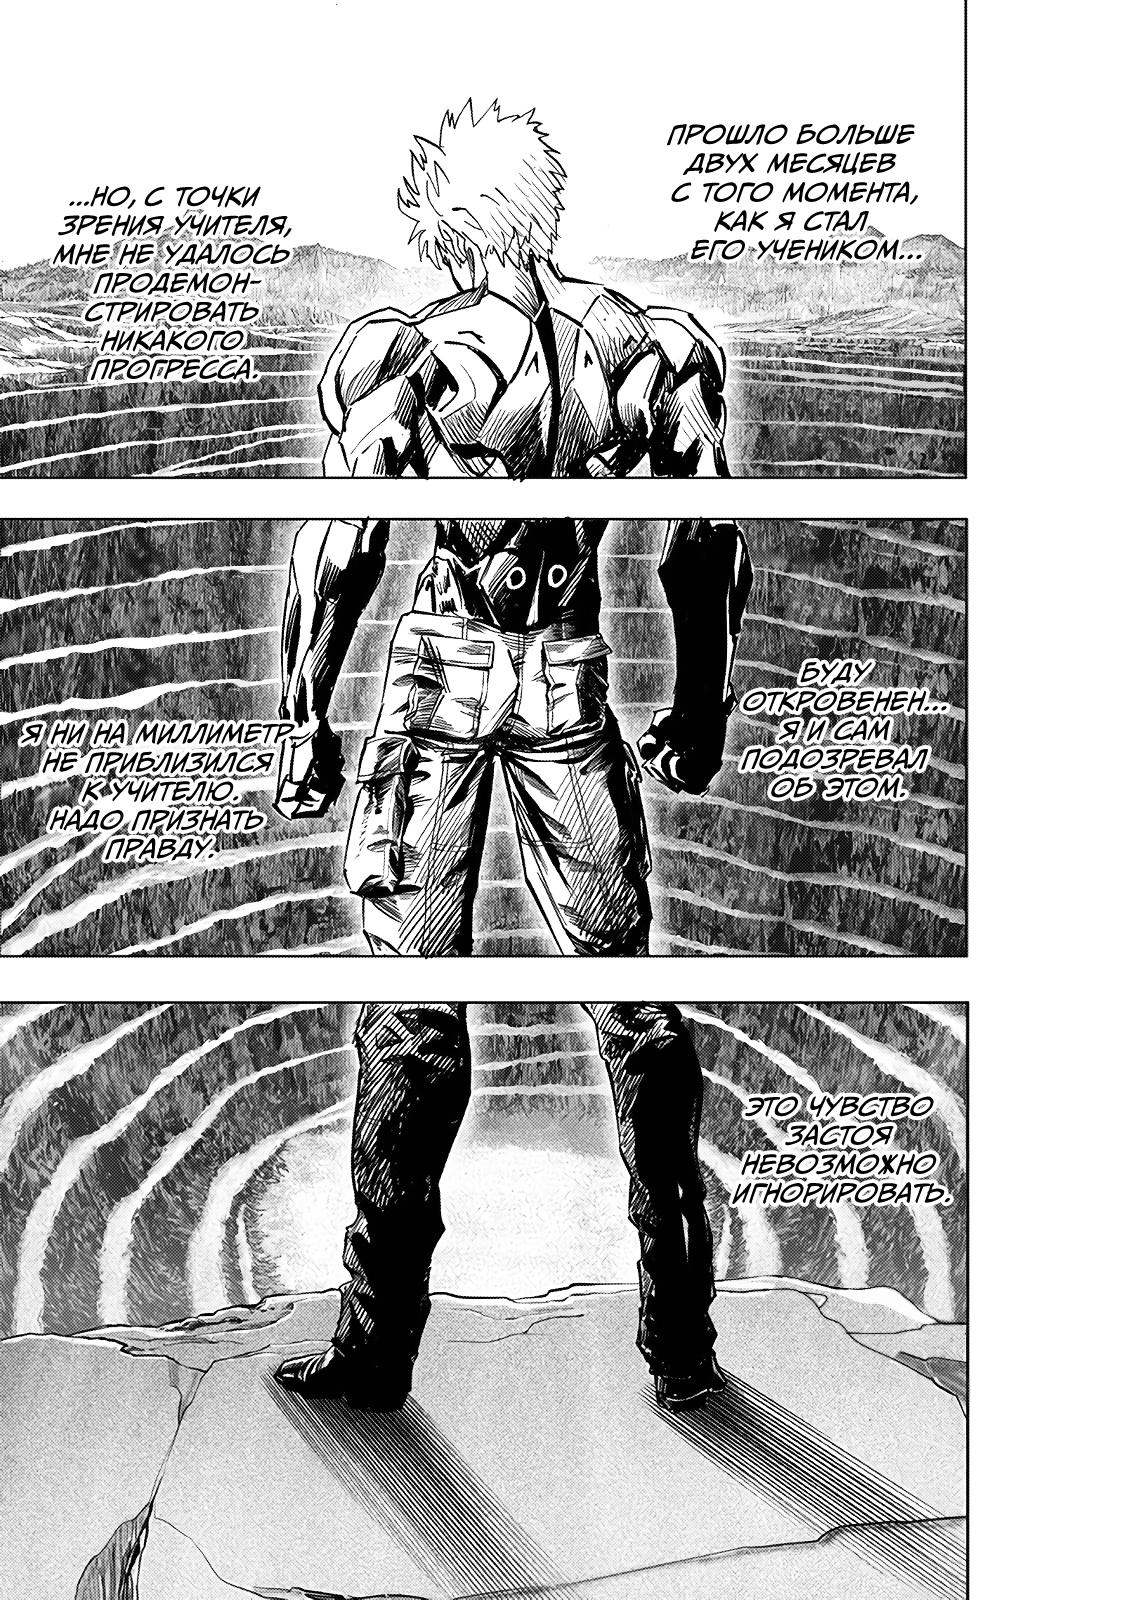 ПРОШЛО БОЛЬШЕ
ДВУХ МЕСЯЦЕВ
С ТОГО МОМЕНТА,
КАК Я СТАЛ
ЕГО УЧЕНИКОМ...
...НО, С ТОЧКИ
ЗРЕНИЯ УЧИТЕЛЯ,
МНЕ НЕ УДАЛОСЬ
ПРОДЕМОН-
СТРИРОВАТЬ
НИКАКОГО
ПРОГРЕССА.
БУДУ
ОТКРОВЕНЕН...
Я И САМ
ПОДОЗРЕВАЛ
ОБ ЭТОМ.
Я НИ НА МИЛЛИМЕТР
НЕ ПРИБЛИЗИЛСЯ
К УЧИТЕЛЮ.
НАДО ПРИЗНАТЬ
ПРАВДУ.
ЭТО ЧУВСТВО
ЗАСТОЯ
НЕВОЗМОЖНО
ИГНОРИРОВАТЬ.